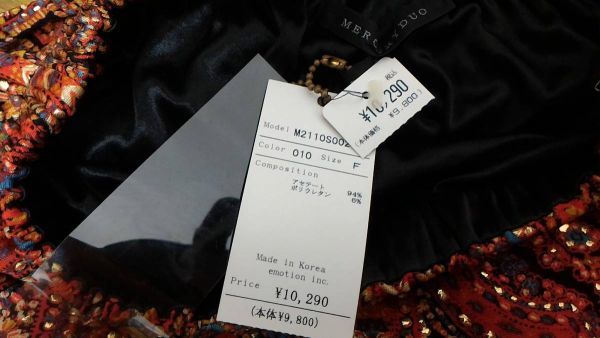 MERCURY DUO
税込
¥10,290
¥9,800)
(本体価格
Model M2110S002
Color 010 Size F
Composition
アセテート 94%
ポリウレタン 6%
Made in Korea
emotion inc.
Price ¥10,290
(本体¥9,800)